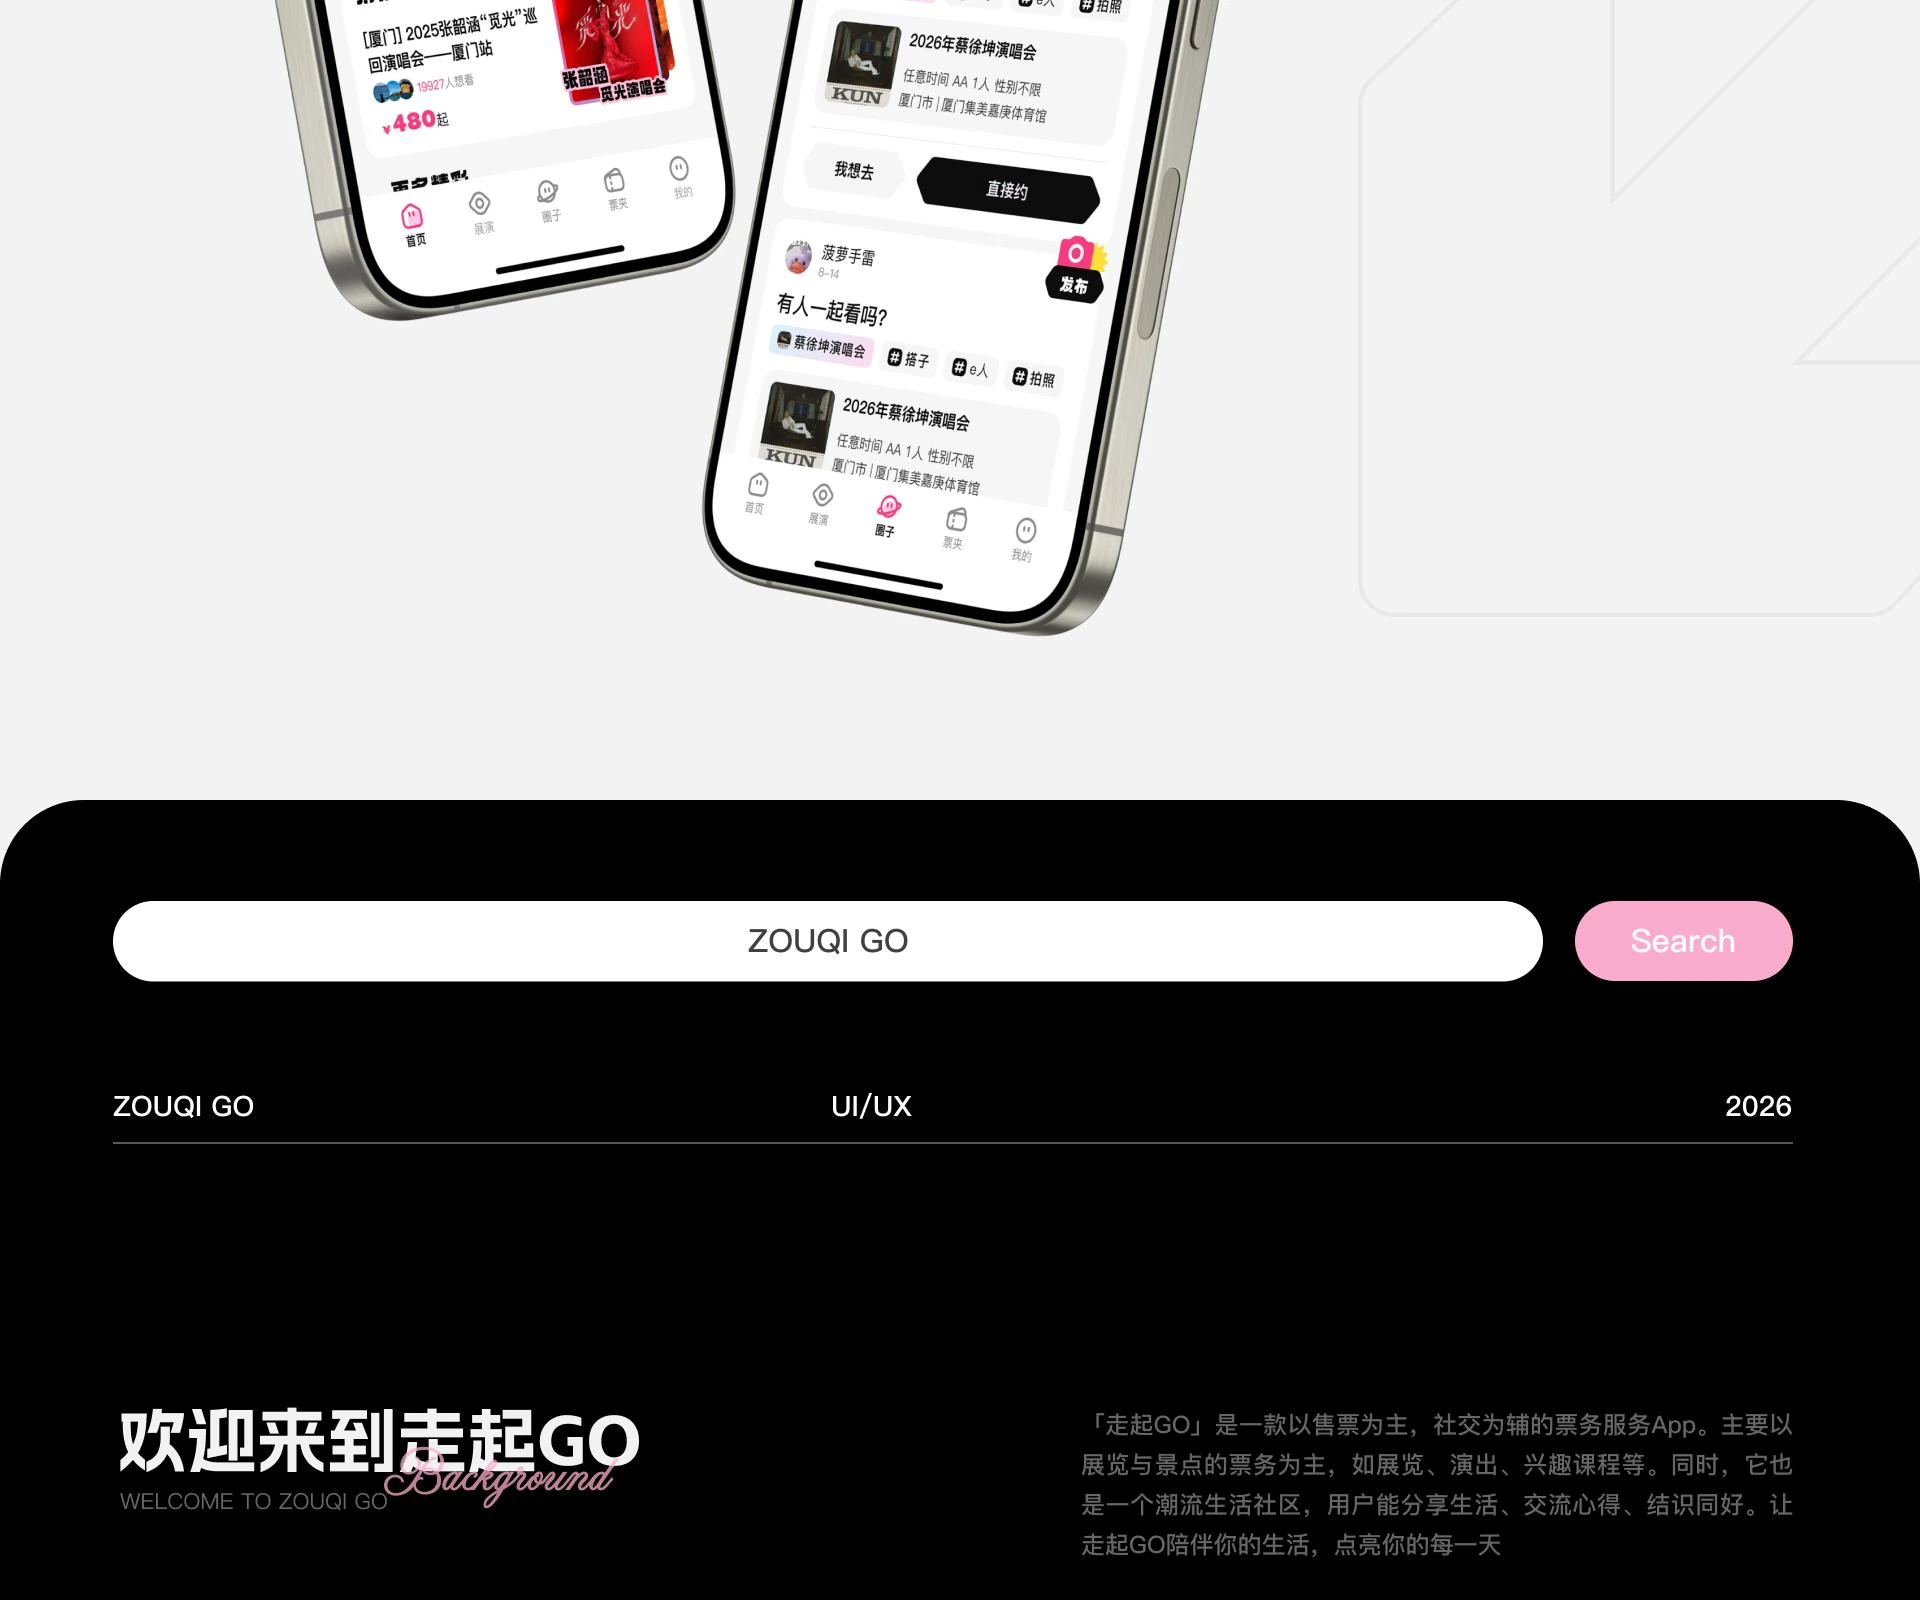 [厦门] 2025张韶涵“觅光”巡
回演唱会——厦门站
19927人想看
¥480起
觅光
张韶涵
觅光演唱会
更多精彩
首页
展演
圈子
票夹
我的
#e人
#拍照
2026年蔡徐坤演唱会
任意时间 AA 1人 性别不限
厦门市 | 厦门集美嘉庚体育馆
KUN
我想去
直接约
菠萝手雷
8-14
发布
有人一起看吗?
蔡徐坤演唱会
#搭子
#e人
#拍照
2026年蔡徐坤演唱会
任意时间 AA 1人 性别不限
厦门市 | 厦门集美嘉庚体育馆
KUN
首页
展演
圈子
票夹
我的
ZOUQI GO
Search
ZOUQI GO
UI/UX
2026
欢迎来到走起GO
Background
WELCOME TO ZOUQI GO
「走起GO」是一款以售票为主，社交为辅的票务服务App。主要以
展览与景点的票务为主，如展览、演出、兴趣课程等。同时，它也
是一个潮流生活社区，用户能分享生活、交流心得、结识同好。让
走起GO陪伴你的生活，点亮你的每一天